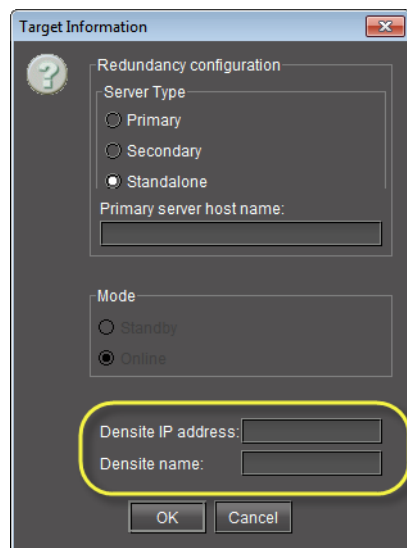 Target Information
Redundancy configuration
Server Type
Primary
Secondary
Standalone
Primary server host name:
Mode
Standby
Online
Densite IP address:
Densite name:
OK
Cancel